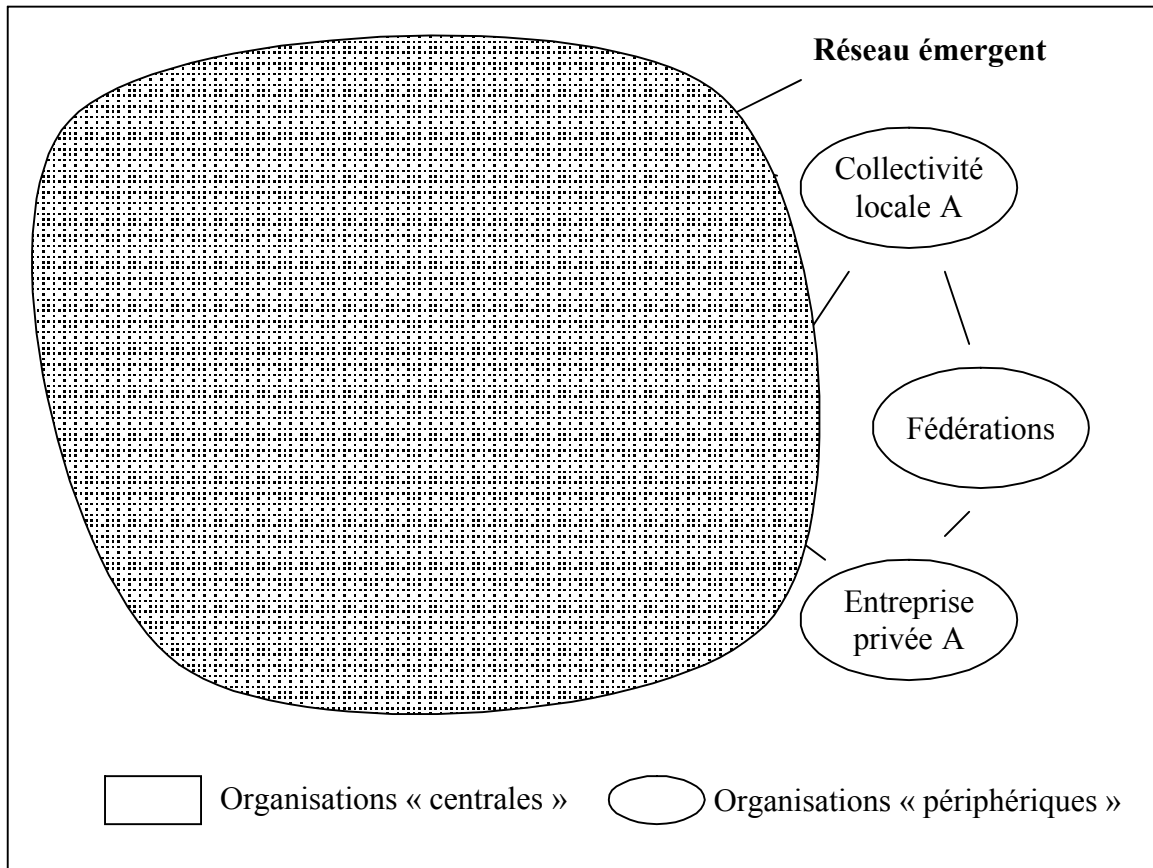 Réseau émergent
Collectivité
locale A
Fédérations
Entreprise
privée A
Organisations « centrales »
Organisations « périphériques »